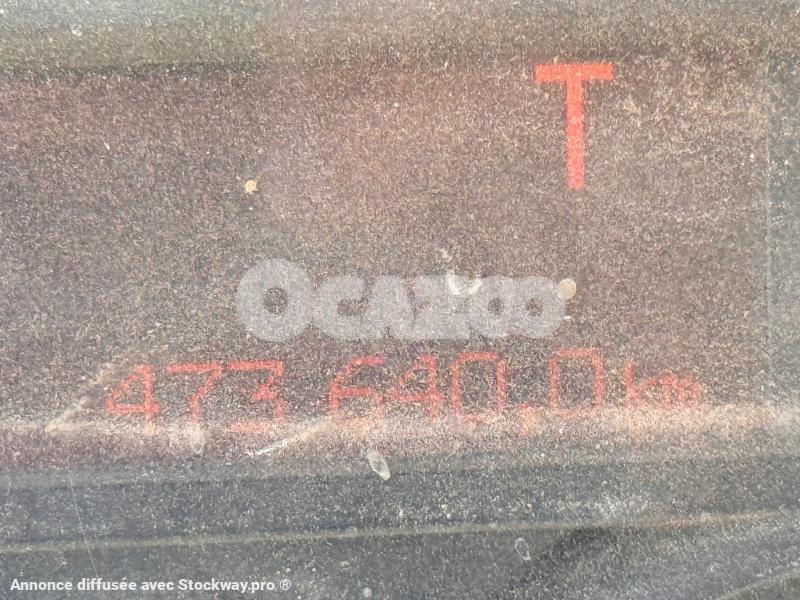 T
OCAZOO
473 640,0 km
Annonce diffusée avec Stockway.pro ®